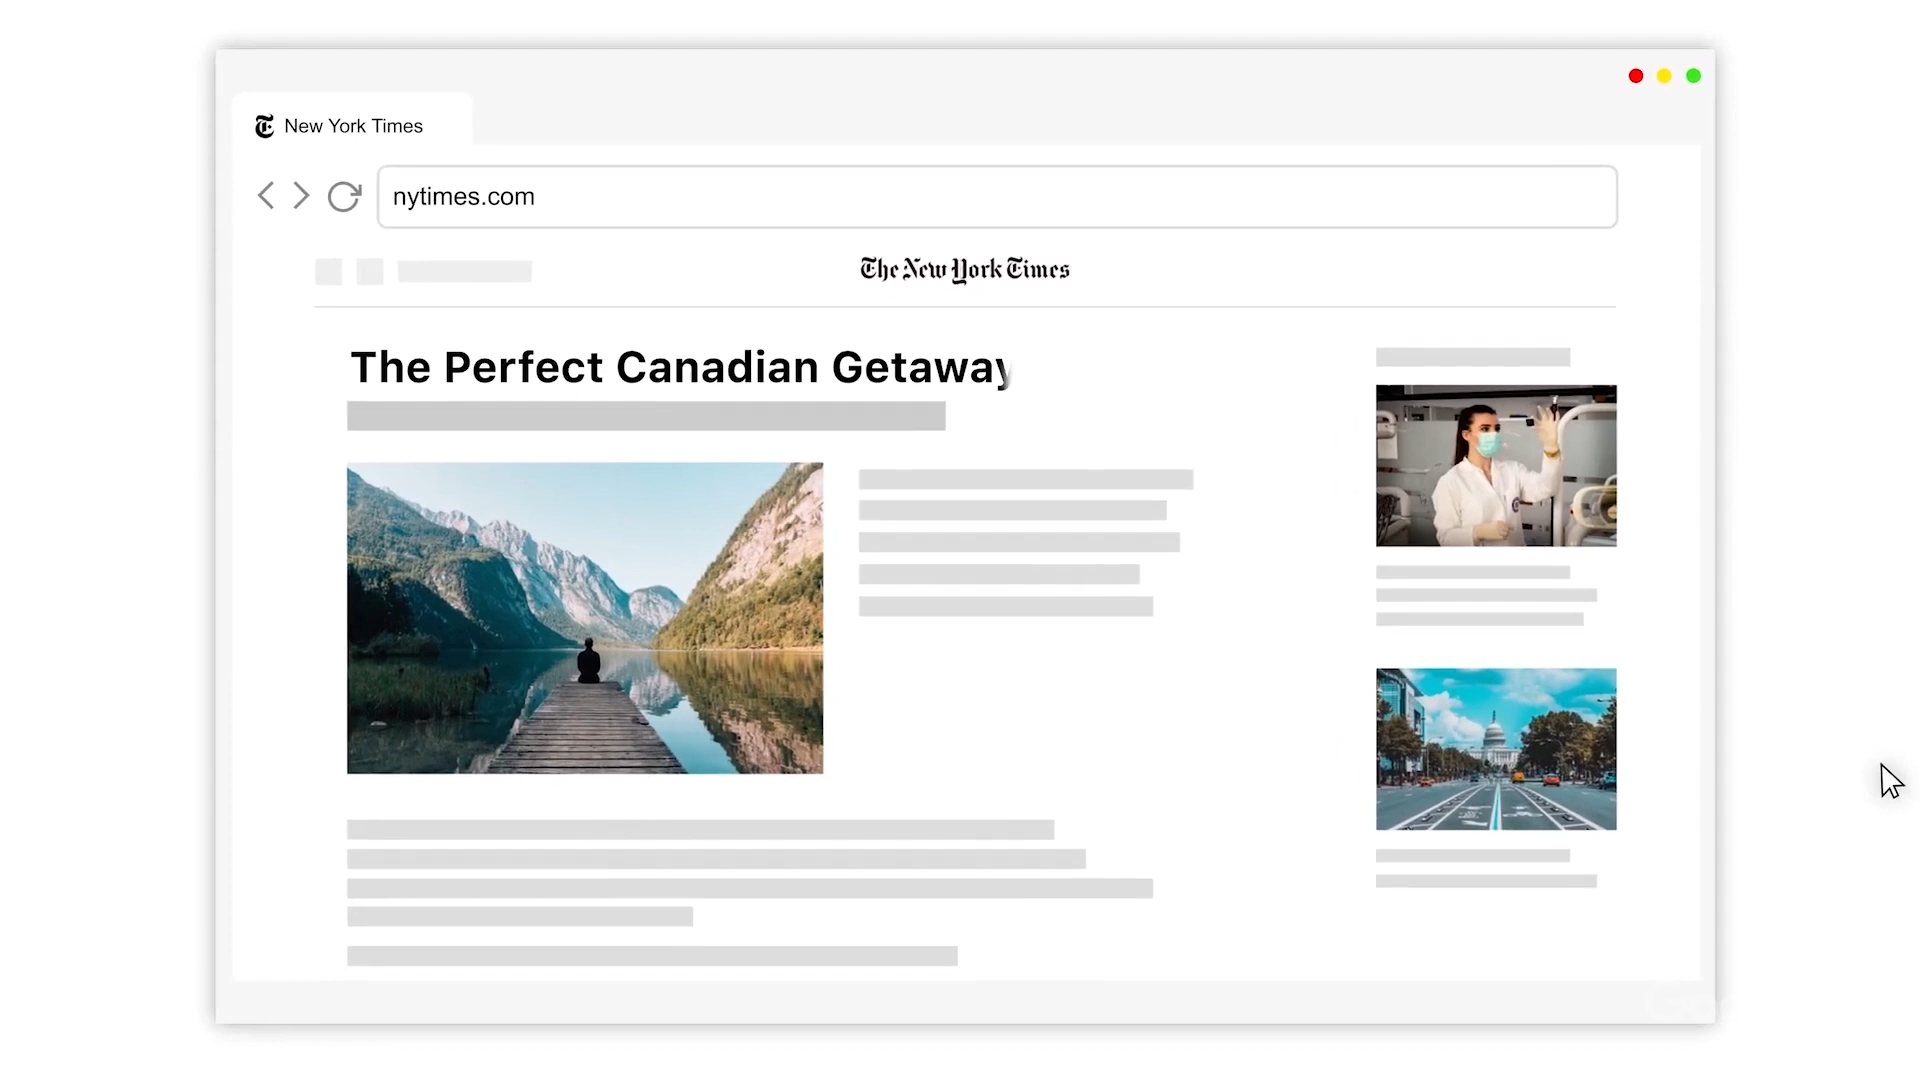 New York Times
nytimes.com
The New York Times
The Perfect Canadian Getaway